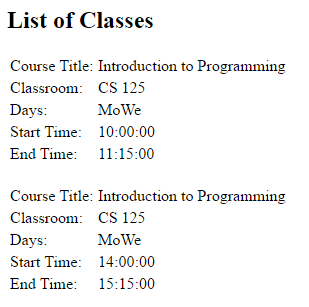 List of Classes
Course Title: Introduction to Programming
Classroom: CS 125
Days: MoWe
Start Time: 10:00:00
End Time: 11:15:00
Course Title: Introduction to Programming
Classroom: CS 125
Days: MoWe
Start Time: 14:00:00
End Time: 15:15:00